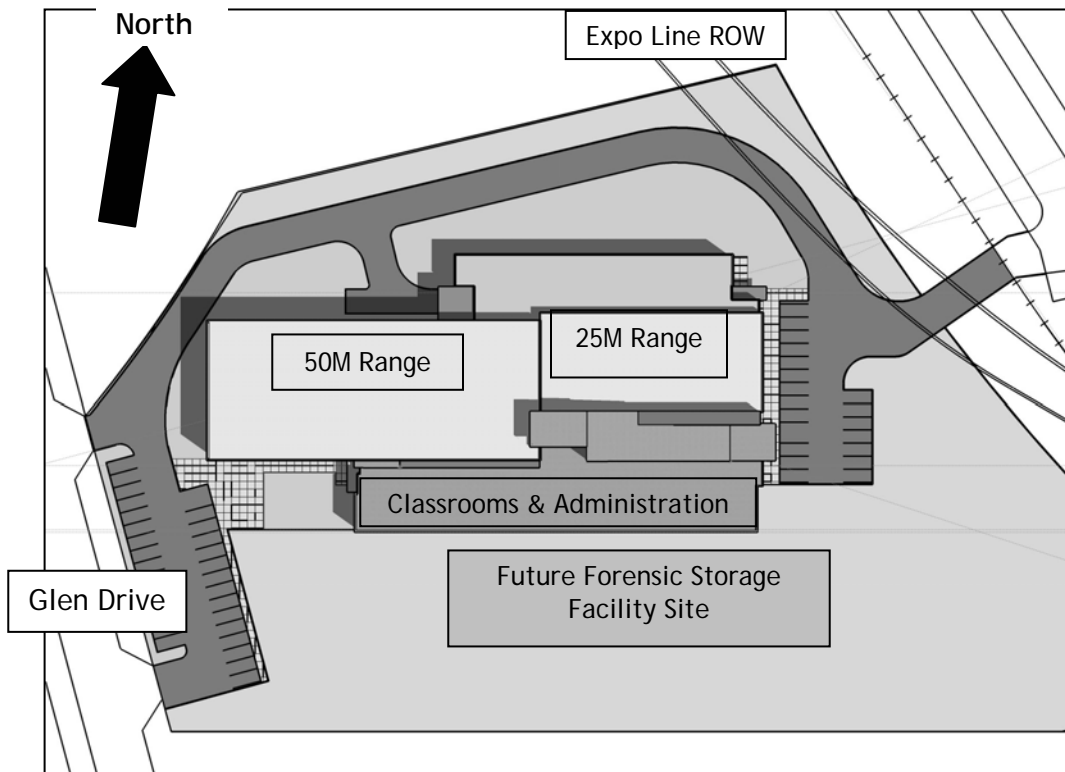 North
Expo Line ROW
25M Range
50M Range
Classrooms & Administration
Future Forensic Storage
Facility Site
Glen Drive